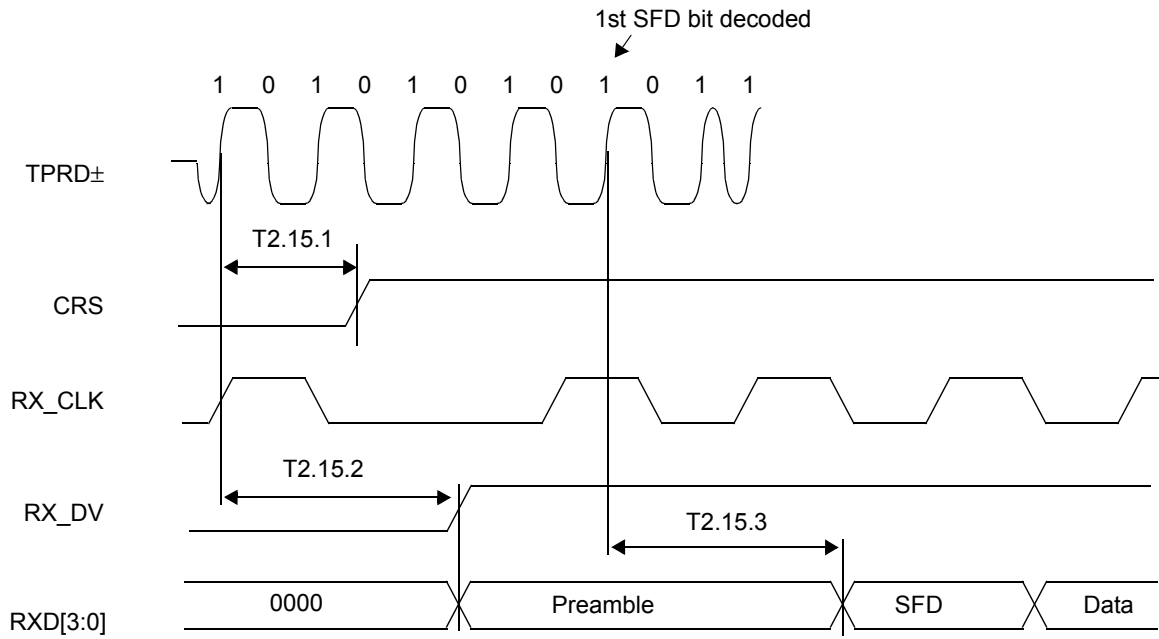 1st SFD bit decoded
1 0 1 0 1 0 1 0 1 0 1 1
TPRD±
T2.15.1
CRS
RX_CLK
T2.15.2
RX_DV
T2.15.3
RXD[3:0]
0000 Preamble SFD Data